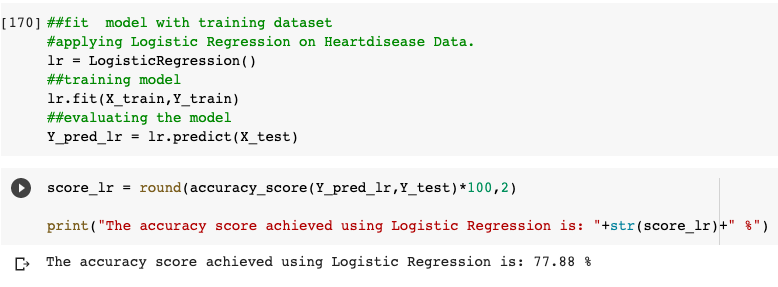 [170] ##fit  model with training dataset
#applying Logistic Regression on Heartdisease Data.
lr = LogisticRegression()
##training model
lr.fit(X_train,Y_train)
##evaluating the model
Y_pred_lr = lr.predict(X_test)
score_lr = round(accuracy_score(Y_pred_lr,Y_test)*100,2)
print("The accuracy score achieved using Logistic Regression is: "+str(score_lr)+" %")
The accuracy score achieved using Logistic Regression is: 77.88 %